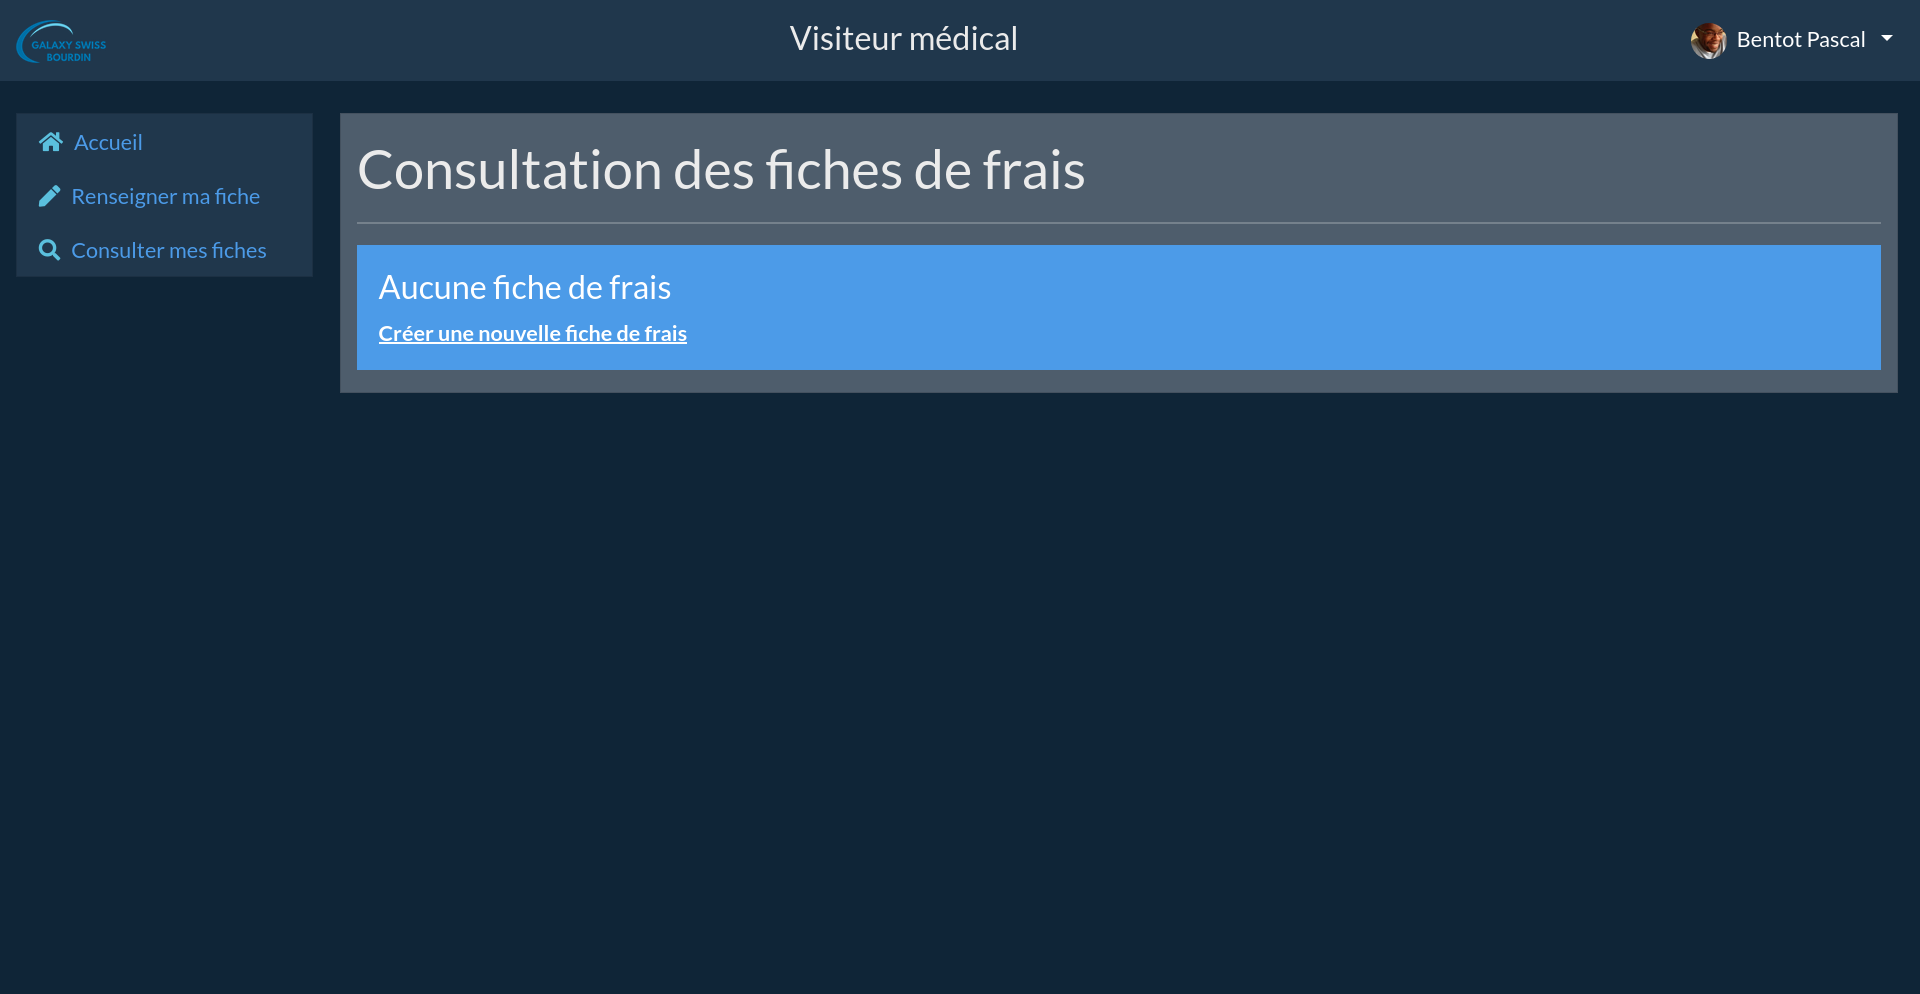 GALAXY SWISS
BOURDIN
Visiteur médical
Bentot Pascal
Accueil
Renseigner ma fiche
Consulter mes fiches
Consultation des fiches de frais
Aucune fiche de frais
Créer une nouvelle fiche de frais